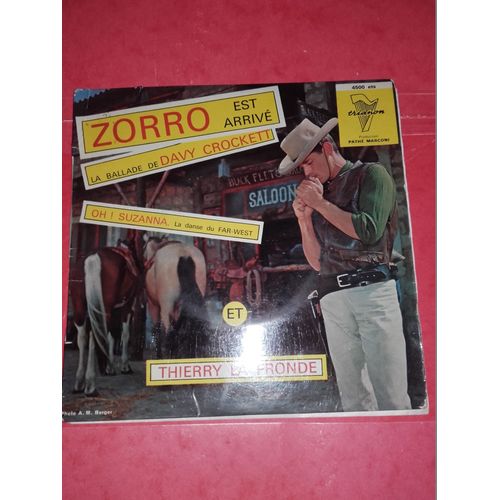 4500 ets
trianon
Production
PATHÉ MARCONI
ZORRO EST
ARRIVÉ
LA BALLADE DE DAVY CROCKETT
OH ! SUZANNA. La danse du FAR-WEST
SALOON
ET
THIERRY LA FRONDE
Photo A. M. Berger